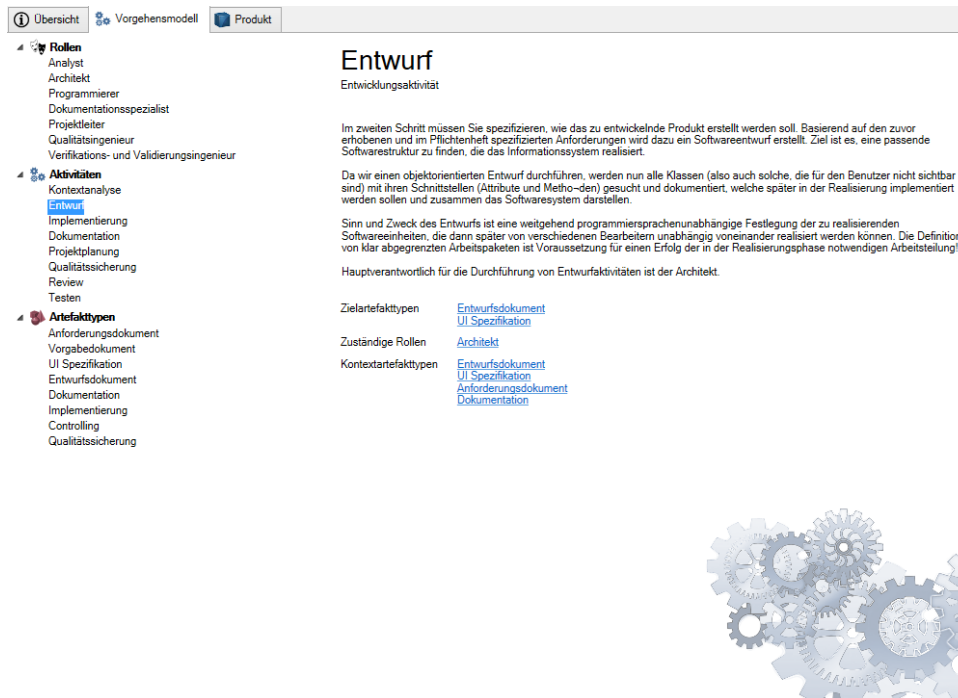 Übersicht
Vorgehensmodell
Produkt
Rollen
Analyst
Architekt
Programmierer
Dokumentationsspezialist
Projektleiter
Qualitätsingenieur
Verifikations- und Validierungsingenieur
Aktivitäten
Kontextanalyse
Entwurf
Implementierung
Dokumentation
Projektplanung
Qualitätssicherung
Review
Testen
Artefakttypen
Anforderungsdokument
Vorgabedokument
UI Spezifikation
Entwurfsdokument
Dokumentation
Implementierung
Controlling
Qualitätssicherung
Entwurf
Entwicklungsaktivität
Im zweiten Schritt müssen Sie spezifizieren, wie das zu entwickelnde Produkt erstellt werden soll. Basierend auf den zuvor
erhobenen und im Pflichtenheft spezifizierten Anforderungen wird dazu ein Softwareentwurf erstellt. Ziel ist es, eine passende
Softwarestruktur zu finden, die das Informationssystem realisiert.
Da wir einen objektorientierten Entwurf durchführen, werden nun alle Klassen (also auch solche, die für den Benutzer nicht sichtbar
sind) mit ihren Schnittstellen (Attribute und Metho¬den) gesucht und dokumentiert, welche später in der Realisierung implementiert
werden sollen und zusammen das Softwaresystem darstellen.
Sinn und Zweck des Entwurfs ist eine weitgehend programmiersprachenunabhängige Festlegung der zu realisierenden
Softwareeinheiten, die dann später von verschiedenen Bearbeitern unabhängig voneinander realisiert werden können. Die Definition
von klar abgegrenzten Arbeitspaketen ist Voraussetzung für einen Erfolg der in der Realisierungsphase notwendigen Arbeitsteilung!
Hauptverantwortlich für die Durchführung von Entwurfaktivitäten ist der Architekt.
Zielartefakttypen Entwurfsdokument
UI Spezifikation
Zuständige Rollen Architekt
Kontextartefakttypen Entwurfsdokument
UI Spezifikation
Anforderungsdokument
Dokumentation